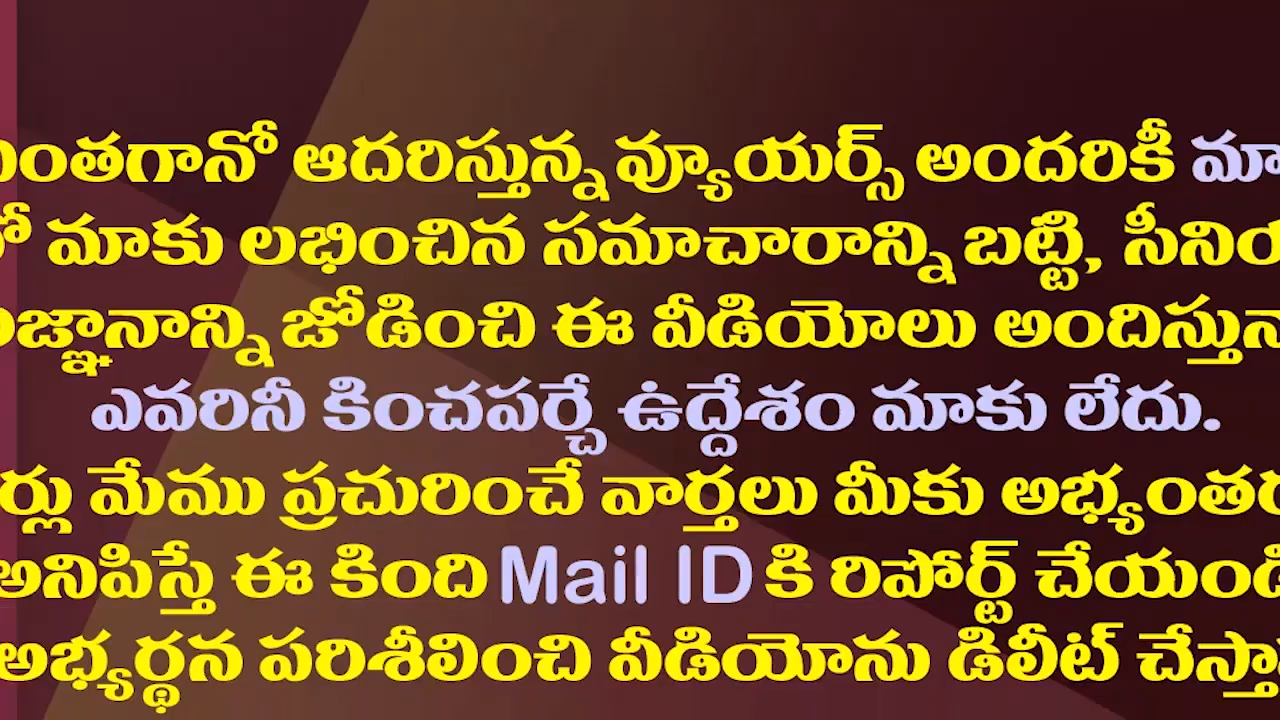 ఆదరిస్తున్న వ్యూయర్స్ అందరికీ మా
మాకు లభించిన సమాచారాన్ని బట్టి, సీనియ
జోడించి ఈ వీడియోలు అందిస్తున
ఎవరినీ కించపర్చే ఉద్దేశం మాకు లేదు.
ర్లు మేము ప్రచురించే వార్తలు మీకు అభ్యంతర
అనిపిస్తే ఈ కింది Mail ID కి రిపోర్ట్ చేయండి
అభ్యర్థన పరిశీలించి వీడియోను డిలీట్ చేస్తా